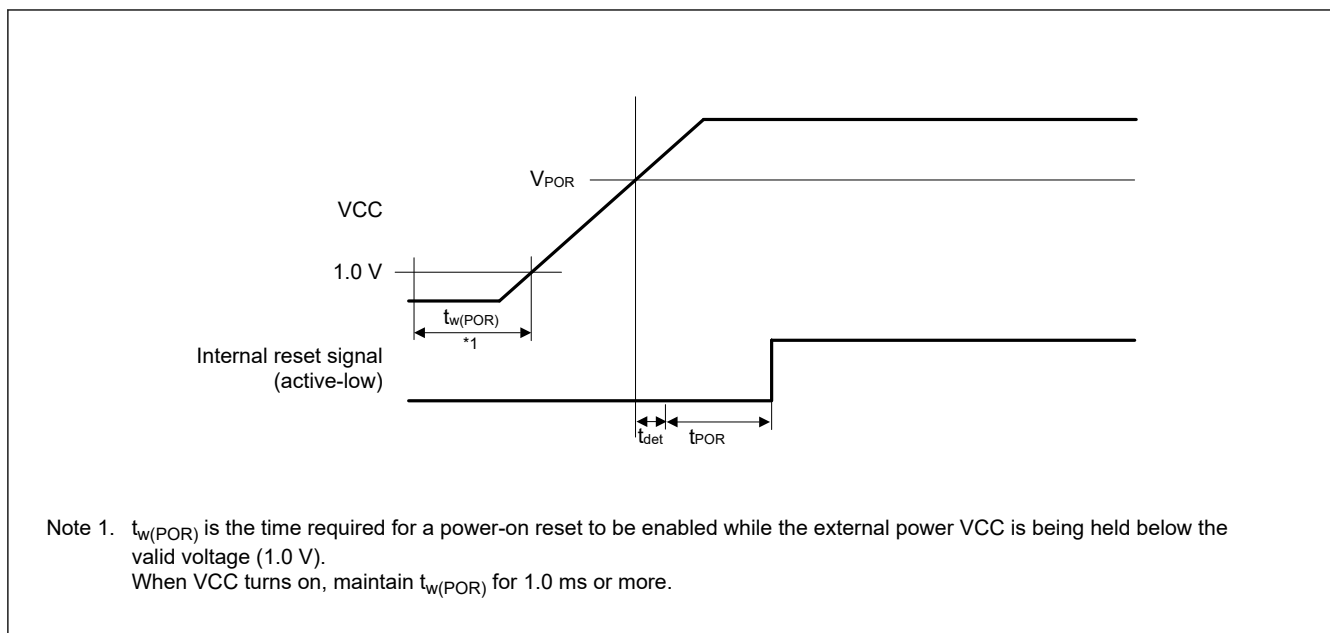 VPOR
VCC
1.0 V
tw(POR)
*1
Internal reset signal
(active-low)
tdet
tPOR
Note 1. tw(POR) is the time required for a power-on reset to be enabled while the external power VCC is being held below the
valid voltage (1.0 V).
When VCC turns on, maintain tw(POR) for 1.0 ms or more.